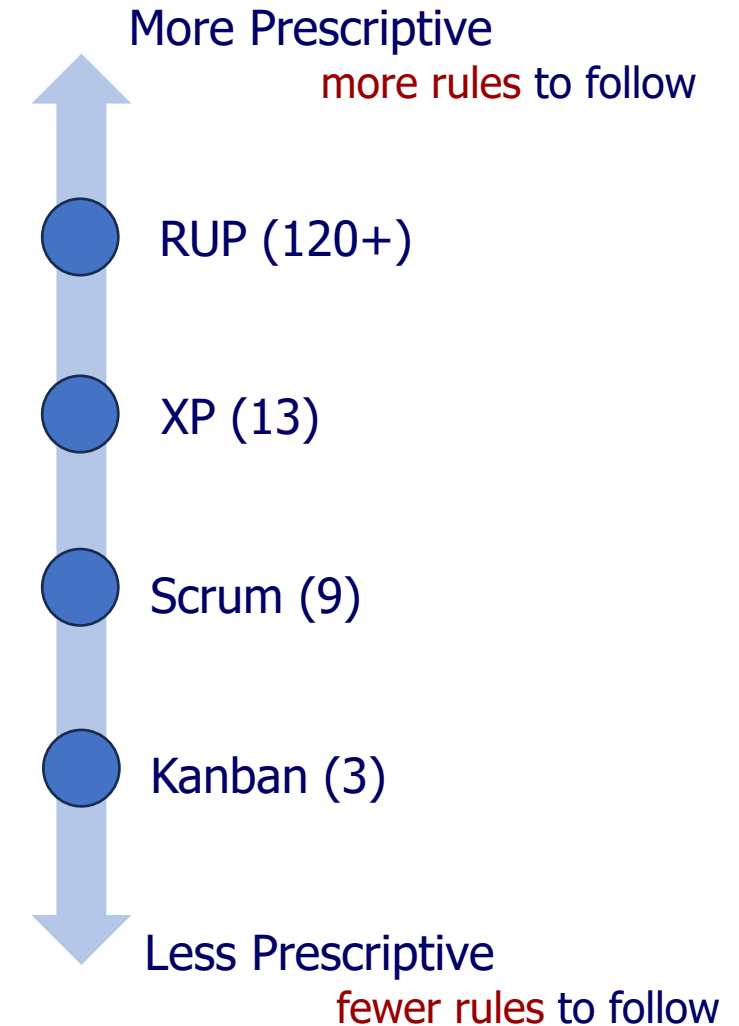 More Prescriptive
more rules to follow
RUP (120+)
XP (13)
Scrum (9)
Kanban (3)
Less Prescriptive
fewer rules to follow